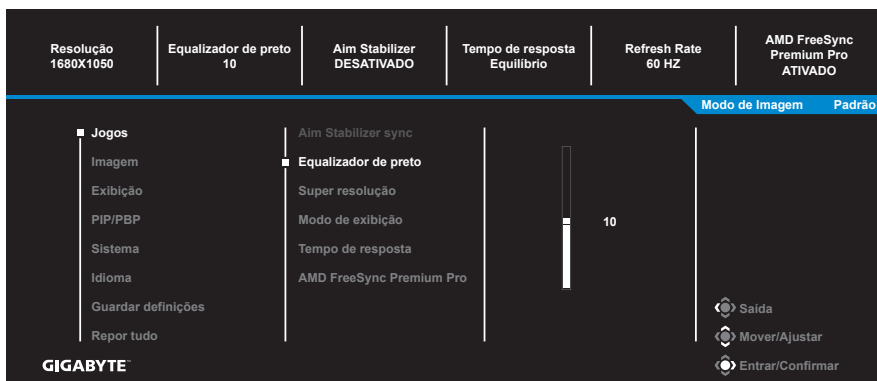 Resolução
1680X1050
Equalizador de preto
10
Aim Stabilizer
DESATIVADO
Tempo de resposta
Equilíbrio
Refresh Rate
60 HZ
AMD FreeSync
Premium Pro
ATIVADO
Modo de Imagem Padrão
Jogos
Imagem
Exibição
PIP/PBP
Sistema
Idioma
Guardar definições
Repor tudo
Aim Stabilizer sync
Equalizador de preto
Super resolução
Modo de exibição
Tempo de resposta
AMD FreeSync Premium Pro
10
Saída
Mover/Ajustar
Entrar/Confirmar
GIGABYTE™